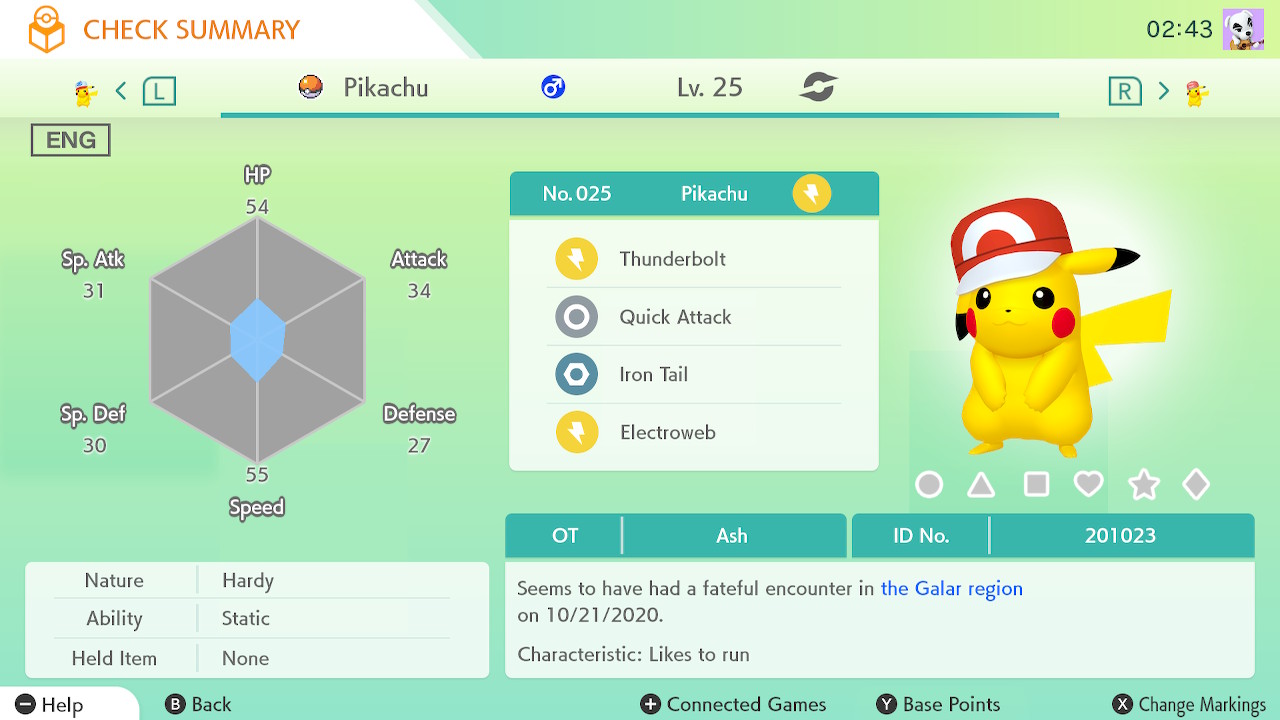 CHECK SUMMARY
02:43
L
Pikachu
Lv. 25
R
ENG
HP
54
Sp. Atk
31
Attack
34
Sp. Def
30
Defense
27
55
Speed
No. 025 Pikachu
Thunderbolt
Quick Attack
Iron Tail
Electroweb
OT Ash
ID No. 201023
Seems to have had a fateful encounter in the Galar region
on 10/21/2020.
Characteristic: Likes to run
Nature Hardy
Ability Static
Held Item None
Help
B Back
Connected Games
Y Base Points
X Change Markings